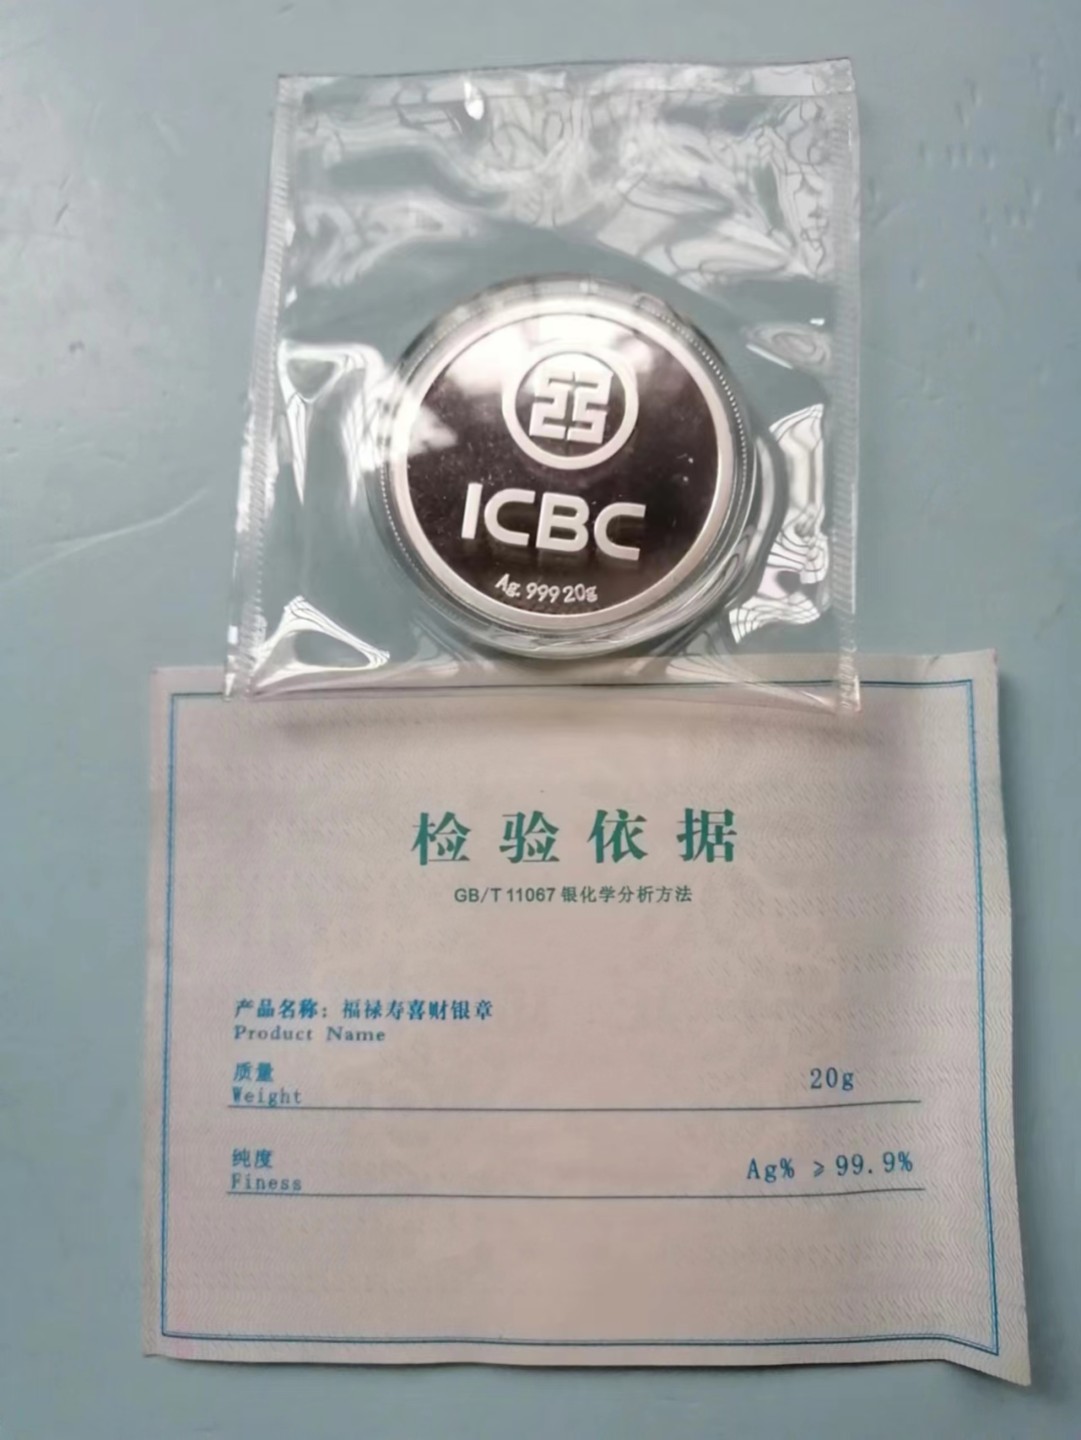 ICBC
Ag.999 20g
检验依据
GB/T 11067 银化学分析方法
产品名称：福禄寿喜财银章
Product Name
质量
20g
Weight
纯度
Ag% ≥99.9%
Finess